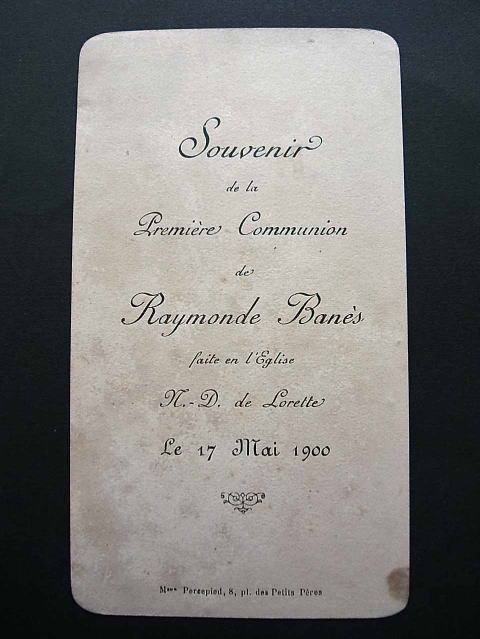 Souvenir
de la
Première Communion
de
Raymonde Banès
faite en l'Eglise
N.-D. de Lorette
Le 17 Mai 1900
Mᵐᵉ Percepied, 8, pl. des Petits Pères